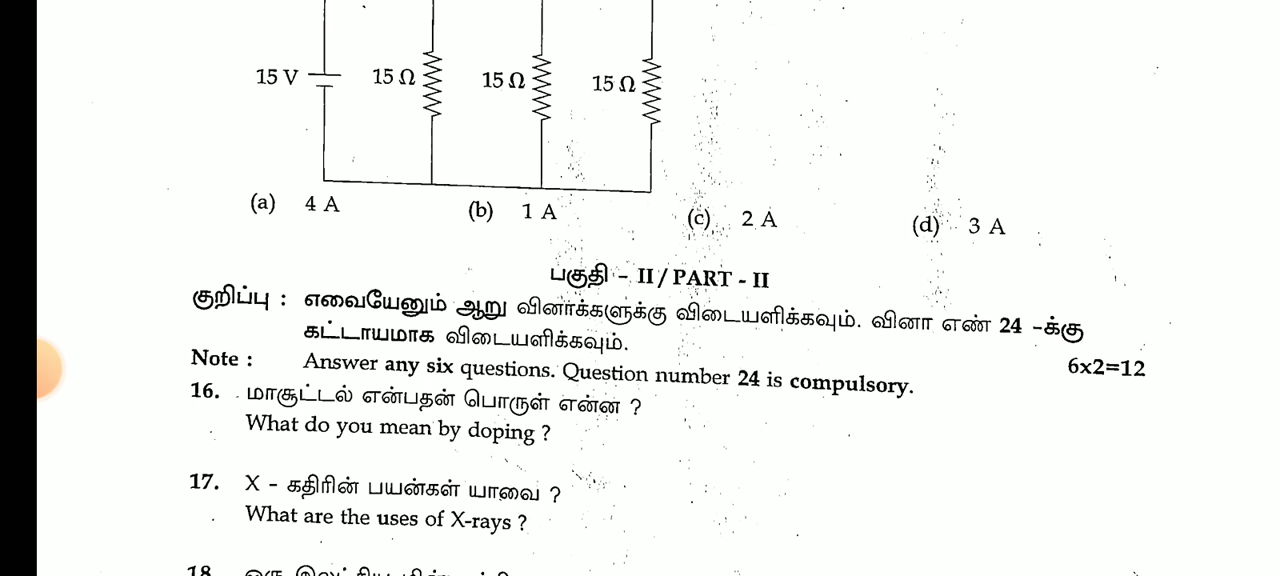 15 V 15 Ω 15 Ω 15 Ω
(a) 4 A (b) 1 A (c) 2 A (d) 3 A
பகுதி - II / PART - II
குறிப்பு : எவையேனும் ஆறு வினாக்களுக்கு விடையளிக்கவும். வினா எண் 24 -க்கு
கட்டாயமாக விடையளிக்கவும்.
Note : Answer any six questions. Question number 24 is compulsory. 6x2=12
16. மாசூட்டல் என்பதன் பொருள் என்ன ?
What do you mean by doping ?
17. X - கதிரின் பயன்கள் யாவை ?
What are the uses of X-rays ?
18. ஒரு